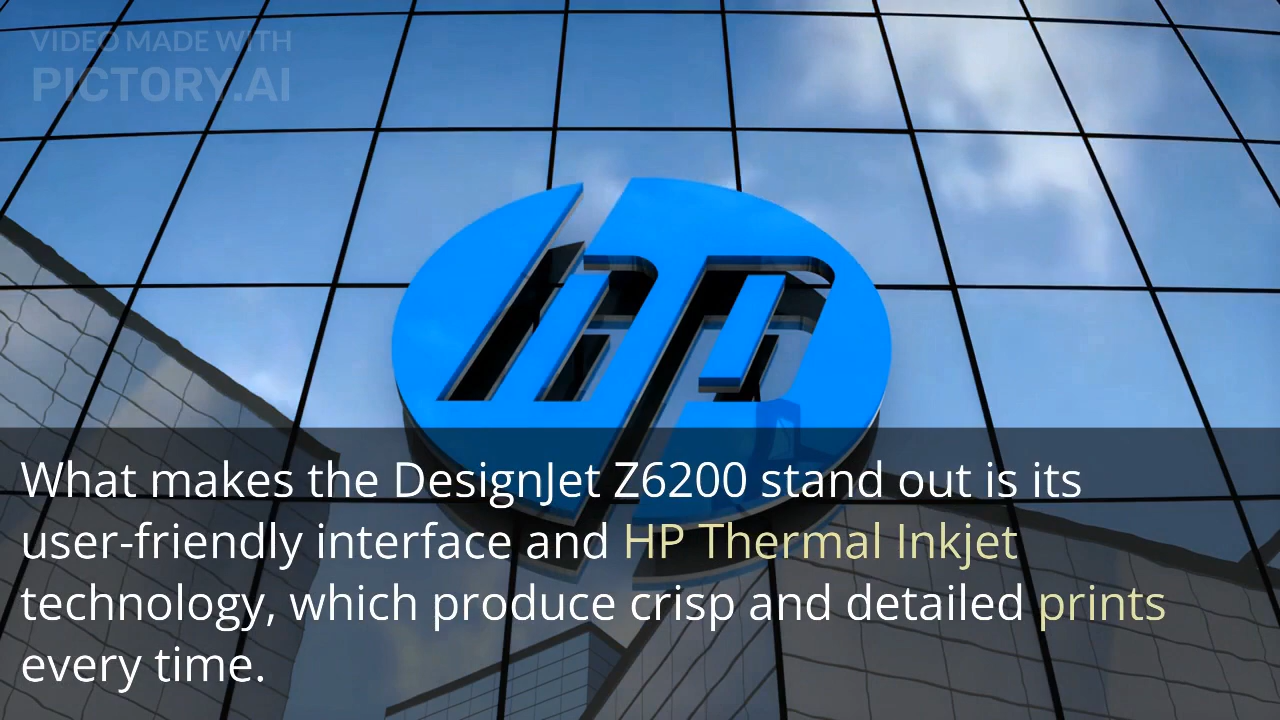 VIDEO MADE WITH
PICTORY.AI
hp
What makes the DesignJet Z6200 stand out is its
user-friendly interface and HP Thermal Inkjet
technology, which produce crisp and detailed prints
every time.